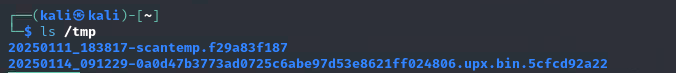 ┌──(kali㉿kali)-[~]
└─$ ls /tmp
20250111_183817-scantemp.f29a83f187
20250114_091229-0a0d47b3773ad0725c6abe97d53e8621ff024806.upx.bin.5cfcd92a22